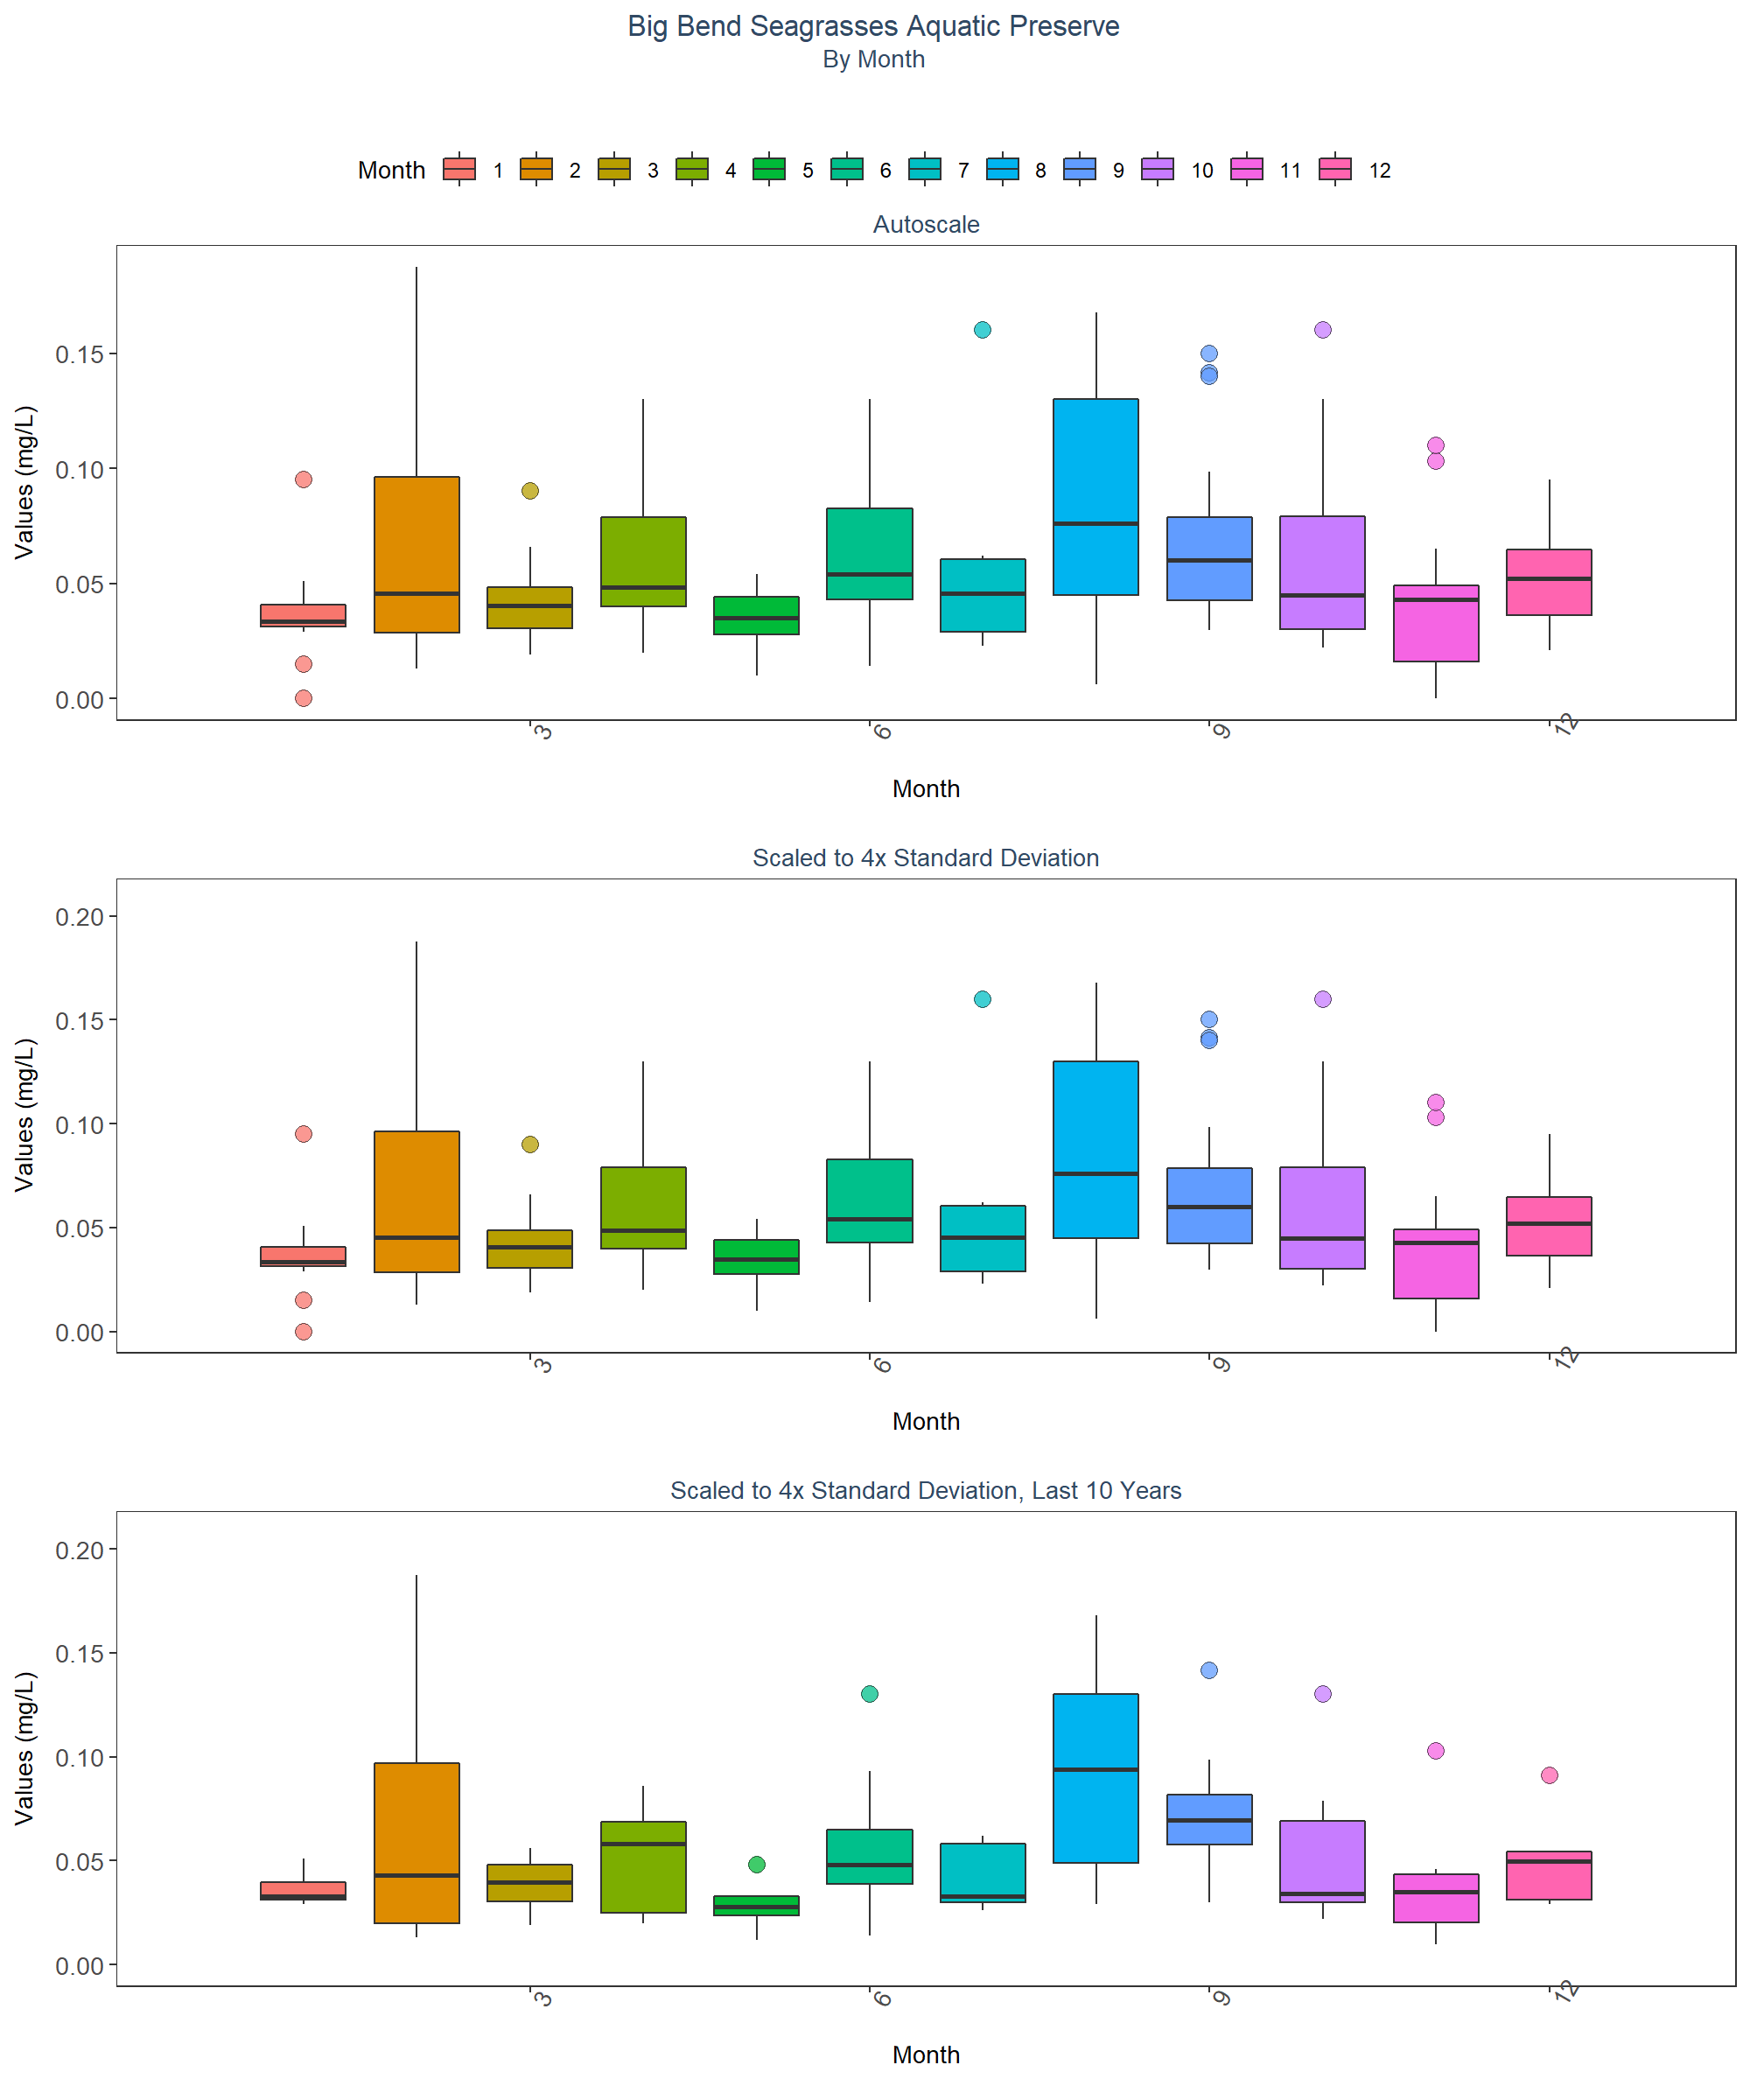 Big Bend Seagrasses Aquatic Preserve
By Month
Month 1 2 3 4 5 6 7 8 9 10 11 12
Autoscale
Values (mg/L)
0.15
0.10
0.05
0.00
3 6 9 12
Month
Scaled to 4x Standard Deviation
Values (mg/L)
0.20
0.15
0.10
0.05
0.00
3 6 9 12
Month
Scaled to 4x Standard Deviation, Last 10 Years
Values (mg/L)
0.20
0.15
0.10
0.05
0.00
3 6 9 12
Month